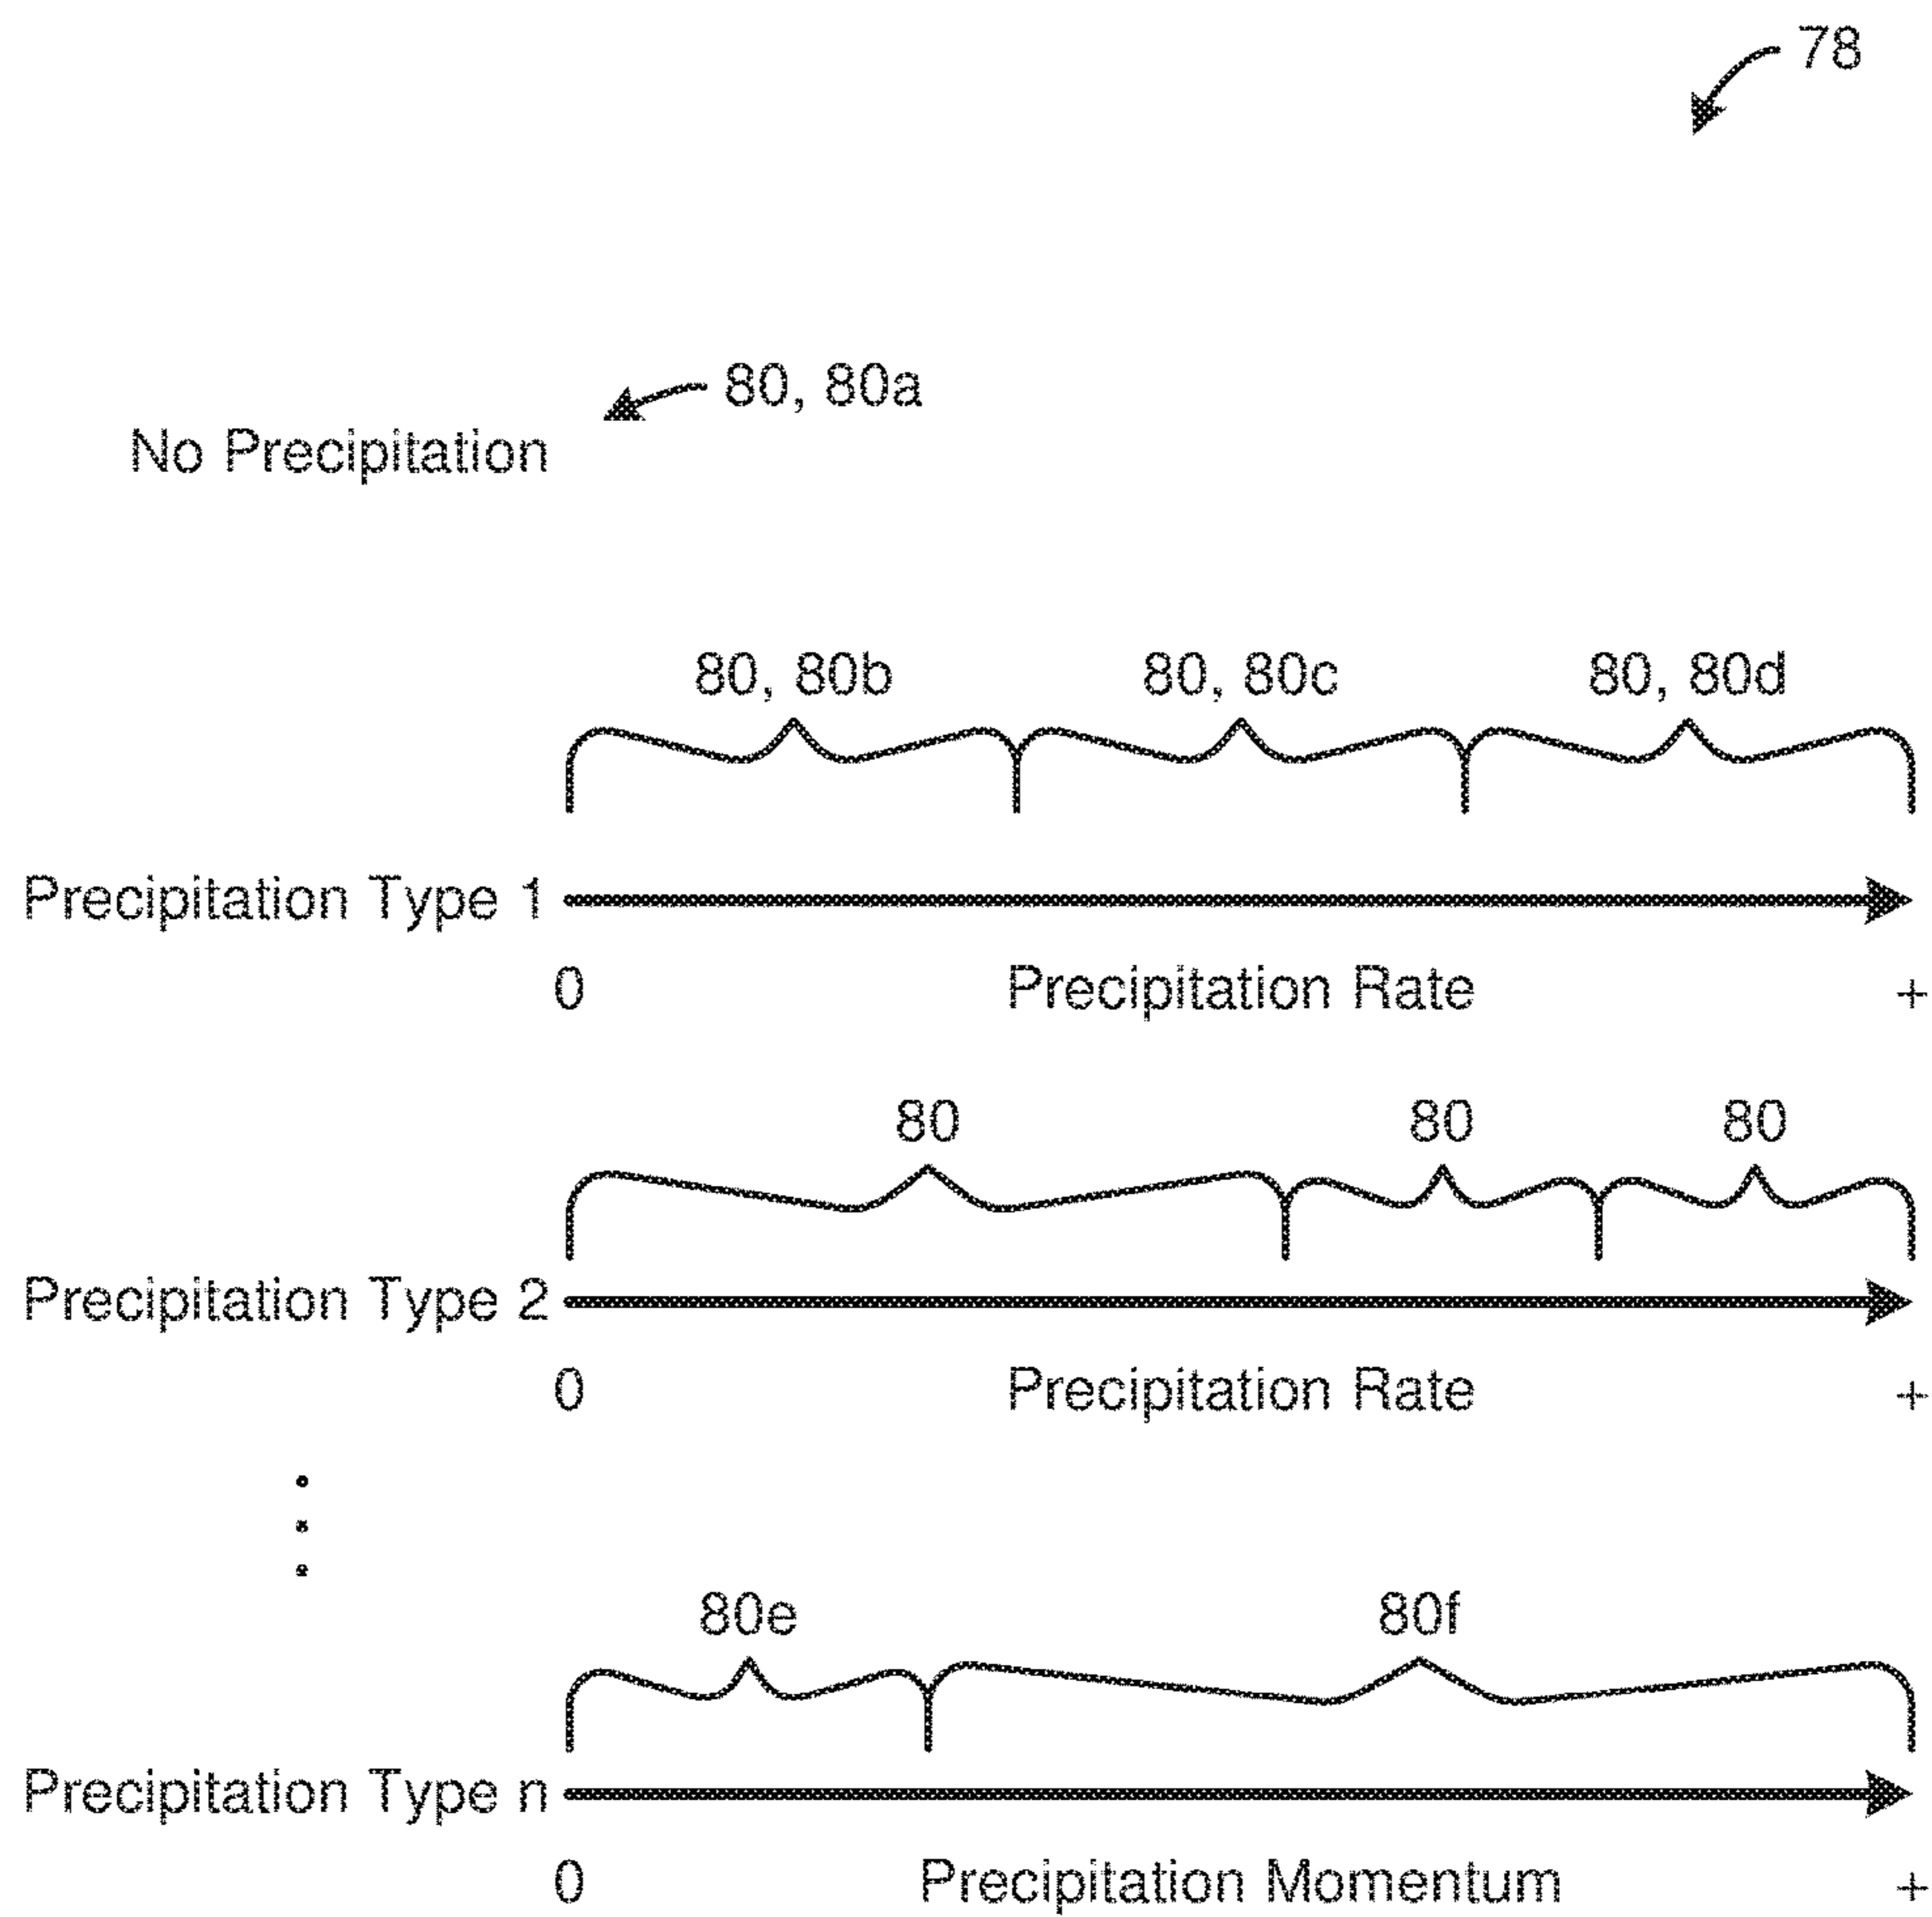 78
80, 80a
No Precipitation
80, 80b 80, 80c 80, 80d
Precipitation Type 1
0 Precipitation Rate +
80 80 80
Precipitation Type 2
0 Precipitation Rate +
80e 80f
Precipitation Type n
0 Precipitation Momentum +